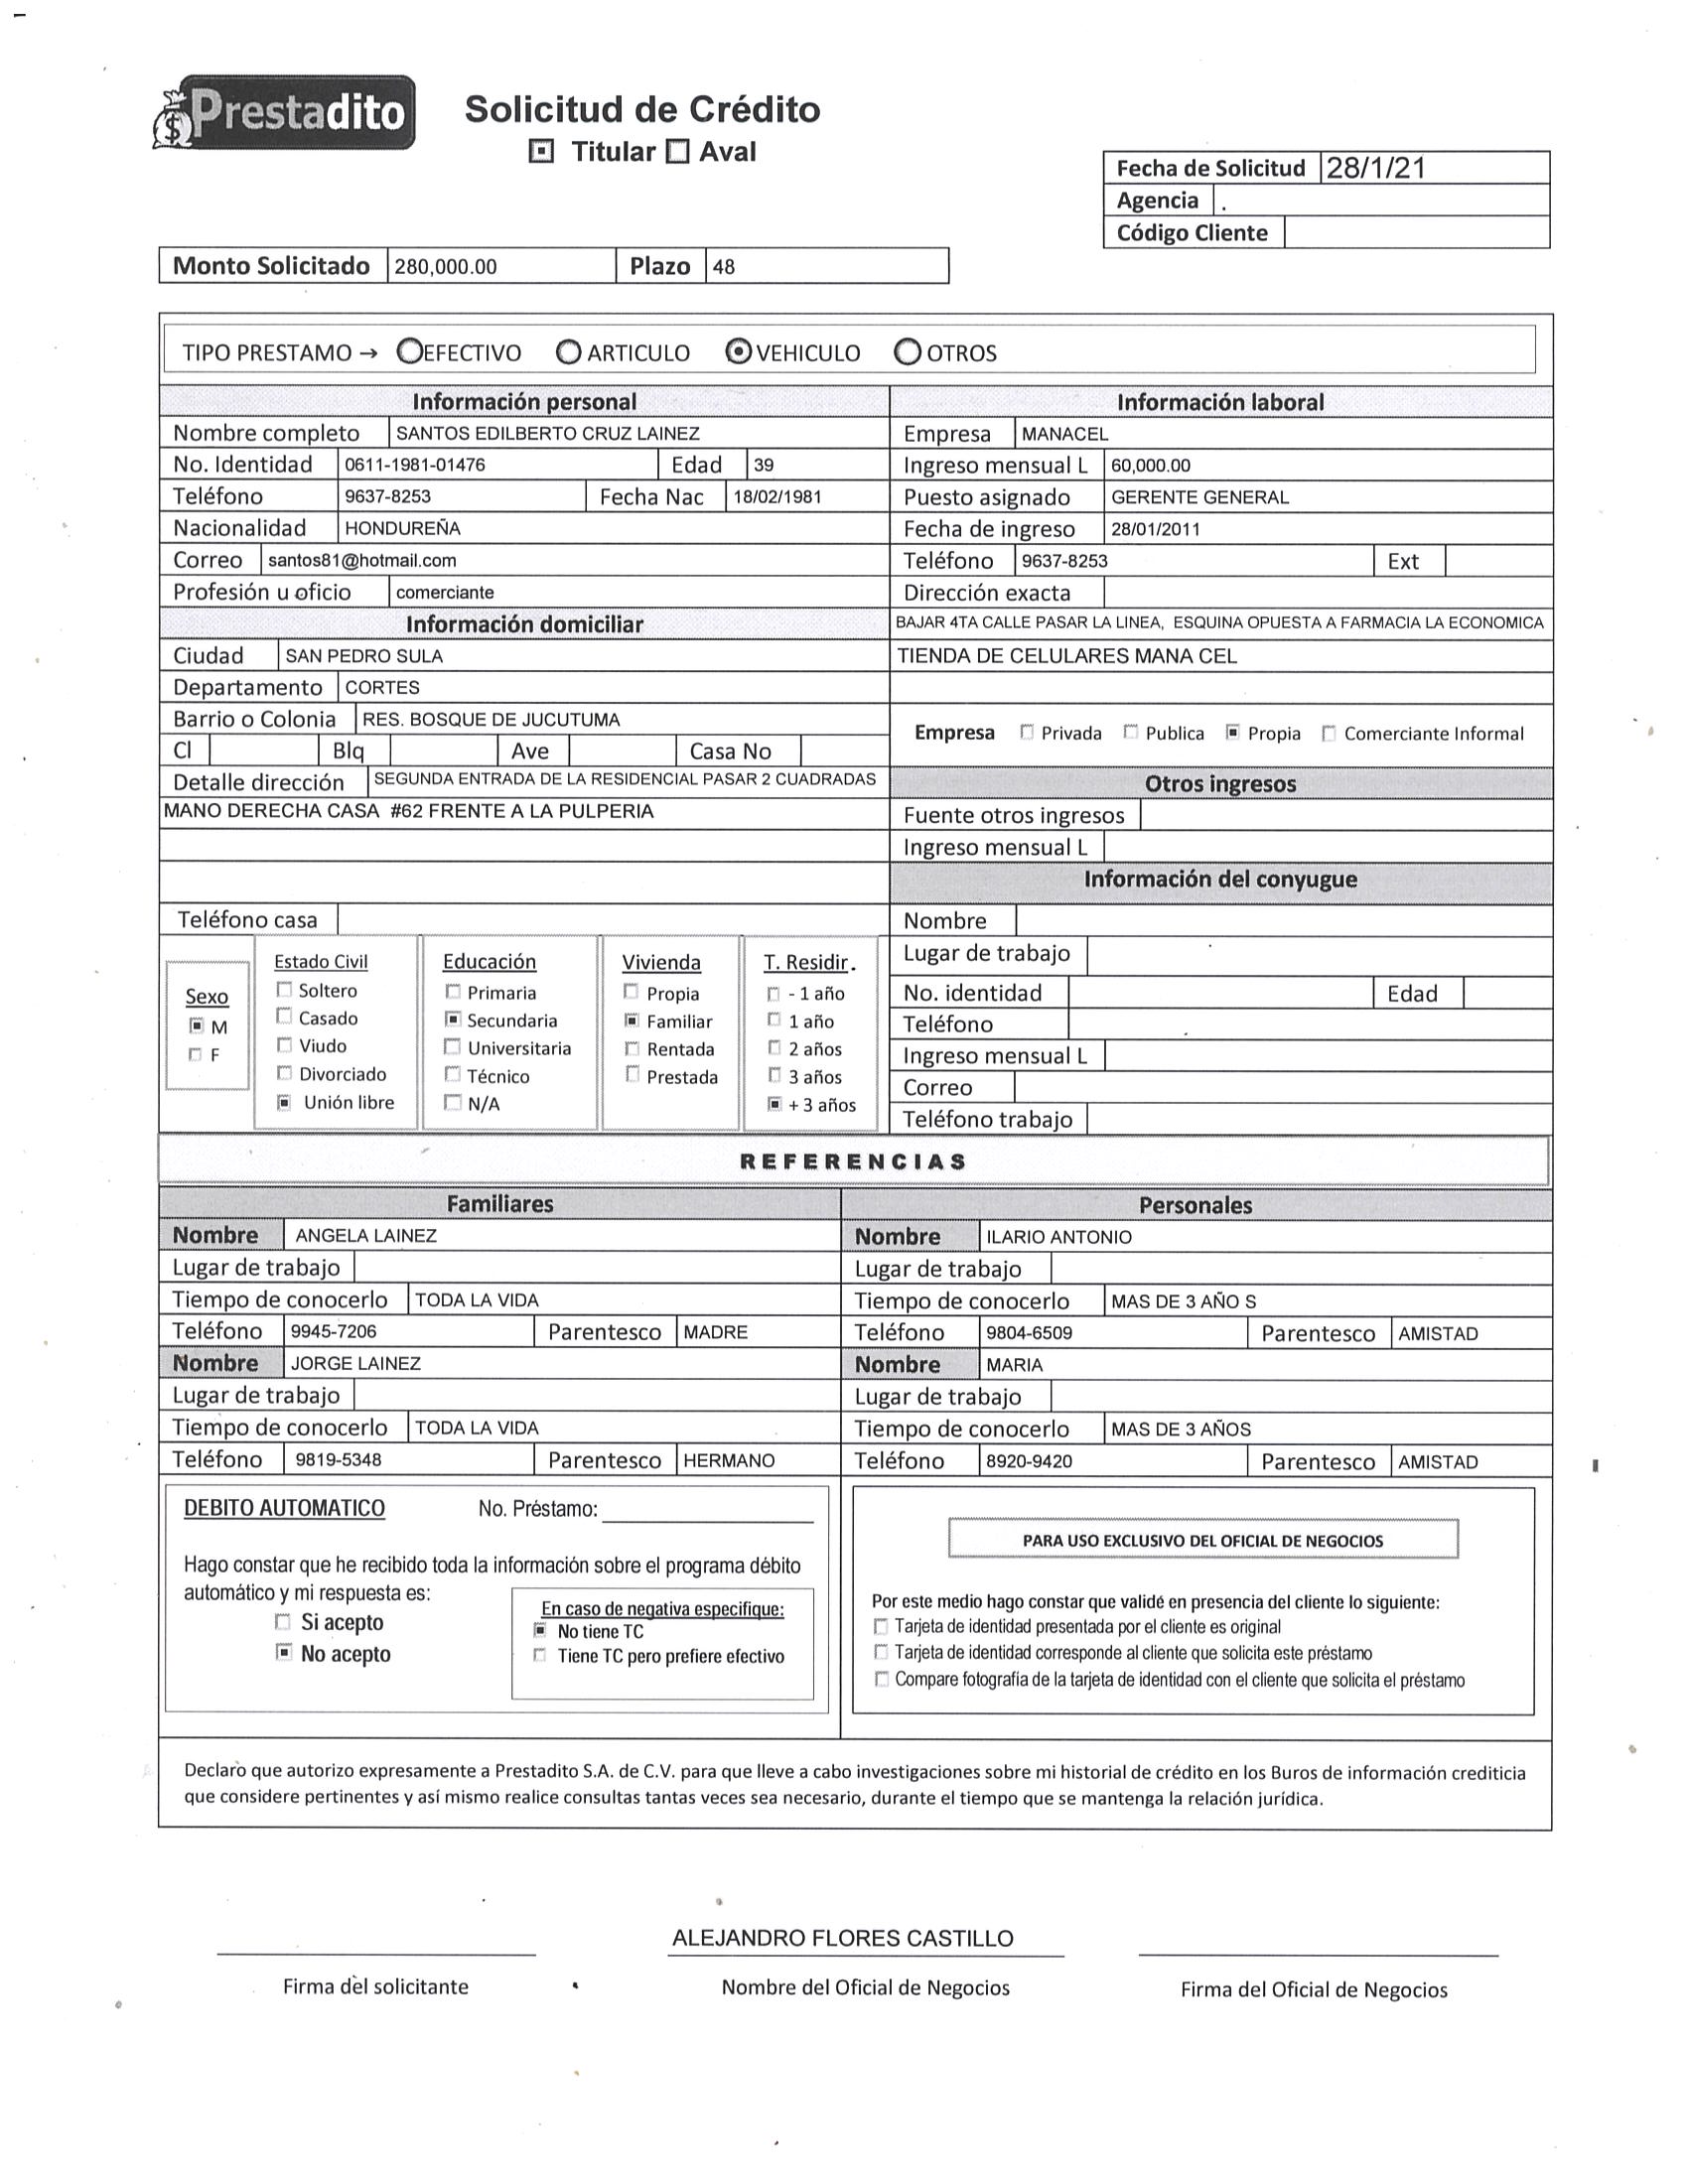 Prestadito
Solicitud de Crédito
Titular Aval
Fecha de Solicitud 28/1/21
Agencia .
Código Cliente
Monto Solicitado 280,000.00 Plazo 48
TIPO PRESTAMO → EFECTIVO ARTICULO VEHICULO OTROS
Información personal
Nombre completo SANTOS EDILBERTO CRUZ LAINEZ
No. Identidad 0611-1981-01476 Edad 39
Teléfono 9637-8253 Fecha Nac 18/02/1981
Nacionalidad HONDUREÑA
Correo santos81@hotmail.com
Profesión u oficio comerciante
Información domiciliar
Ciudad SAN PEDRO SULA
Departamento CORTES
Barrio o Colonia RES. BOSQUE DE JUCUTUMA
Cl Blq Ave Casa No
Detalle dirección SEGUNDA ENTRADA DE LA RESIDENCIAL PASAR 2 CUADRADAS
MANO DERECHA CASA #62 FRENTE A LA PULPERIA
Teléfono casa
Sexo
M
F
Estado Civil
Soltero
Casado
Viudo
Divorciado
Unión libre
Educación
Primaria
Secundaria
Universitaria
Técnico
N/A
Vivienda
Propia
Familiar
Rentada
Prestada
T. Residir.
- 1 año
1 año
2 años
3 años
+ 3 años
Información laboral
Empresa MANACEL
Ingreso mensual L 60,000.00
Puesto asignado GERENTE GENERAL
Fecha de ingreso 28/01/2011
Teléfono 9637-8253 Ext
Dirección exacta
BAJAR 4TA CALLE PASAR LA LINEA, ESQUINA OPUESTA A FARMACIA LA ECONOMICA
TIENDA DE CELULARES MANA CEL
Empresa Privada Publica Propia Comerciante Informal
Otros ingresos
Fuente otros ingresos
Ingreso mensual L
Información del conyugue
Nombre
Lugar de trabajo
No. identidad Edad
Teléfono
Ingreso mensual L
Correo
Teléfono trabajo
REFERENCIAS
Familiares
Nombre ANGELA LAINEZ
Lugar de trabajo
Tiempo de conocerlo TODA LA VIDA
Teléfono 9945-7206 Parentesco MADRE
Nombre JORGE LAINEZ
Lugar de trabajo
Tiempo de conocerlo TODA LA VIDA
Teléfono 9819-5348 Parentesco HERMANO
Personales
Nombre ILARIO ANTONIO
Lugar de trabajo
Tiempo de conocerlo MAS DE 3 AÑO S
Teléfono 9804-6509 Parentesco AMISTAD
Nombre MARIA
Lugar de trabajo
Tiempo de conocerlo MAS DE 3 AÑOS
Teléfono 8920-9420 Parentesco AMISTAD
DEBITO AUTOMATICO No. Préstamo:
Hago constar que he recibido toda la información sobre el programa débito
automático y mi respuesta es:
Si acepto
No acepto
En caso de negativa especifique:
No tiene TC
Tiene TC pero prefiere efectivo
PARA USO EXCLUSIVO DEL OFICIAL DE NEGOCIOS
Por este medio hago constar que validé en presencia del cliente lo siguiente:
Tarjeta de identidad presentada por el cliente es original
Tarjeta de identidad corresponde al cliente que solicita este préstamo
Compare fotografía de la tarjeta de identidad con el cliente que solicita el préstamo
Declaro que autorizo expresamente a Prestadito S.A. de C.V. para que lleve a cabo investigaciones sobre mi historial de crédito en los Buros de información crediticia
que considere pertinentes y así mismo realice consultas tantas veces sea necesario, durante el tiempo que se mantenga la relación jurídica.
ALEJANDRO FLORES CASTILLO
Firma del solicitante Nombre del Oficial de Negocios Firma del Oficial de Negocios